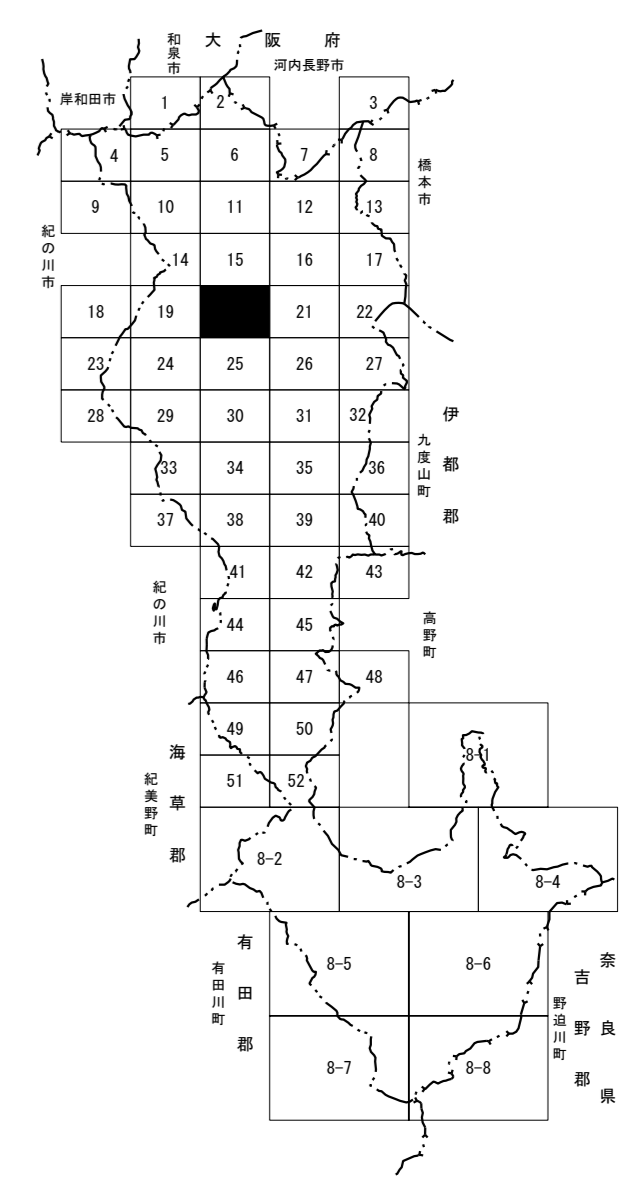 大阪府
和泉市
河内長野市
岸和田市
1 2 3
4 5 6 7 8
橋本市
9 10 11 12 13
紀の川市
14 15 16 17
18 19 21 22
23 24 25 26 27
28 29 30 31 32
伊都郡
九度山町
33 34 35 36
37 38 39 40
41 42 43
紀の川市
44 45
高野町
46 47 48
49 50
海草郡
紀美野町
51 52
8-1
8-2 8-3 8-4
有田郡
有田川町
8-5 8-6
奈良県
吉野郡
野迫川町
8-7 8-8